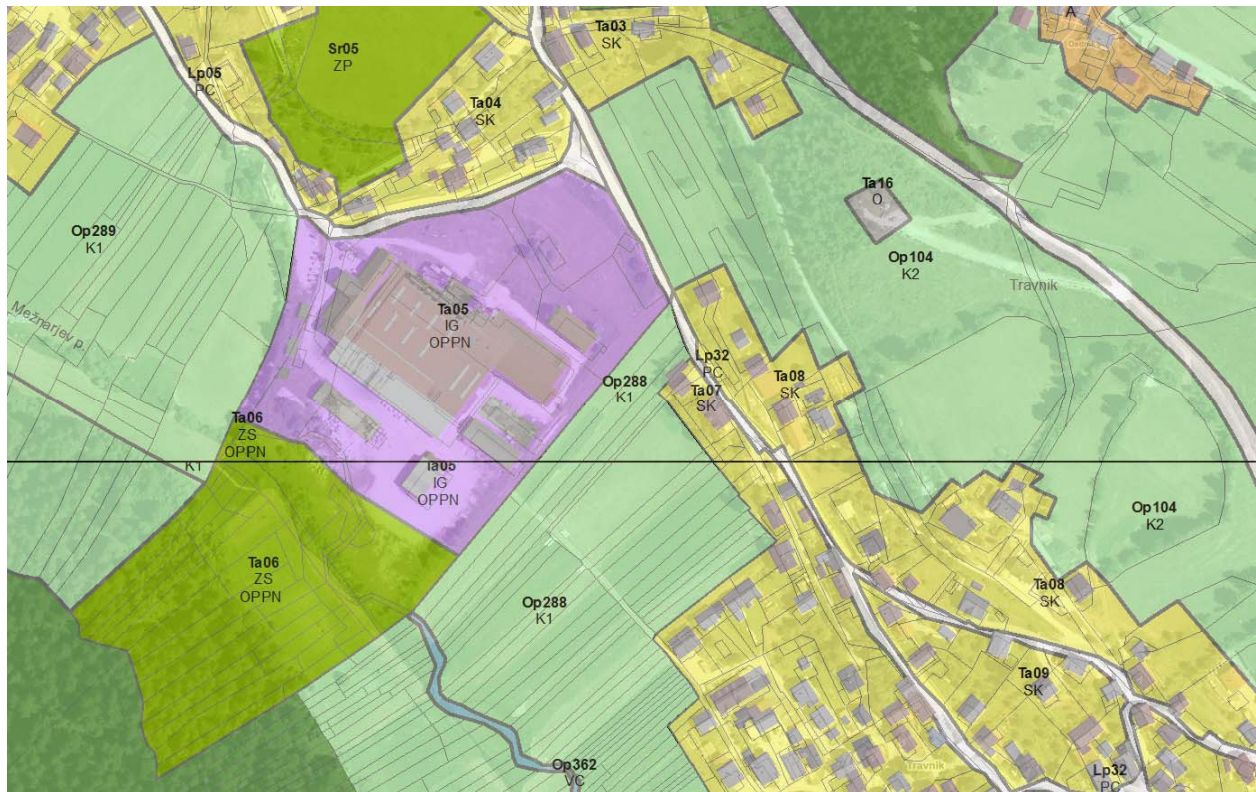 A
Ta03
SK
Sr05
ZP
Lp05
PC
Ta04
SK
Ta16
O
Op289
K1
Op104
K2
Travnik
Mežnarjev p.
Ta05
IG
OPPN
Lp32
PC
Ta08
SK
Op288
K1
Ta07
SK
Ta06
ZS
OPPN
K1
Ta05
IG
OPPN
Op104
K2
Ta06
ZS
OPPN
Ta08
SK
Op288
K1
Ta09
SK
Op362
VC
Travnik
Lp32
PC